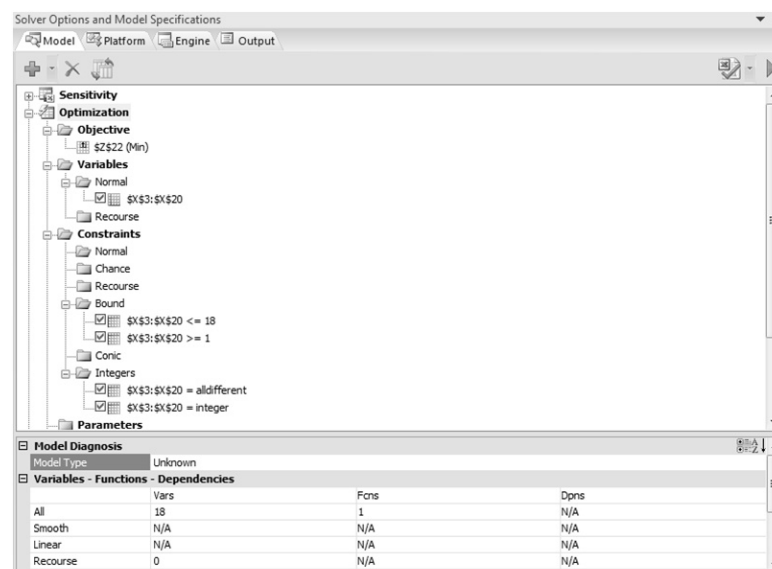 Solver Options and Model Specifications
Model Platform Engine Output
Sensitivity
Optimization
Objective
$Z$22 (Min)
Variables
Normal
$X$3:$X$20
Recourse
Constraints
Normal
Chance
Recourse
Bound
$X$3:$X$20 <= 18
$X$3:$X$20 >= 1
Conic
Integers
$X$3:$X$20 = alldifferent
$X$3:$X$20 = integer
Parameters
Model Diagnosis
Model Type Unknown
Variables - Functions - Dependencies
Vars Fcns Dpns
All 18 1 N/A
Smooth N/A N/A N/A
Linear N/A N/A N/A
Recourse 0 N/A N/A